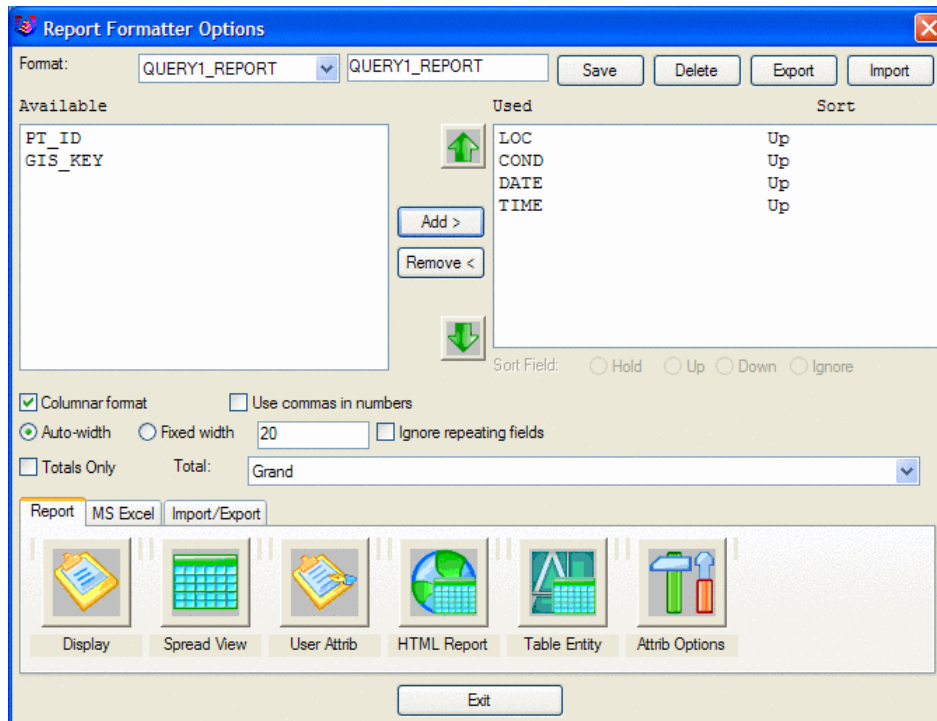 Report Formatter Options
Format: QUERY1_REPORT QUERY1_REPORT Save Delete Export Import
Available Used Sort
PT_ID LOC Up
GIS_KEY COND Up
DATE Up
TIME Up
Add >
Remove <
Sort Field: Hold Up Down Ignore
Columnar format Use commas in numbers
Auto-width Fixed width 20 Ignore repeating fields
Totals Only Total: Grand
Report MS Excel Import/Export
Display Spread View User Attrib HTML Report Table Entity Attrib Options
Exit